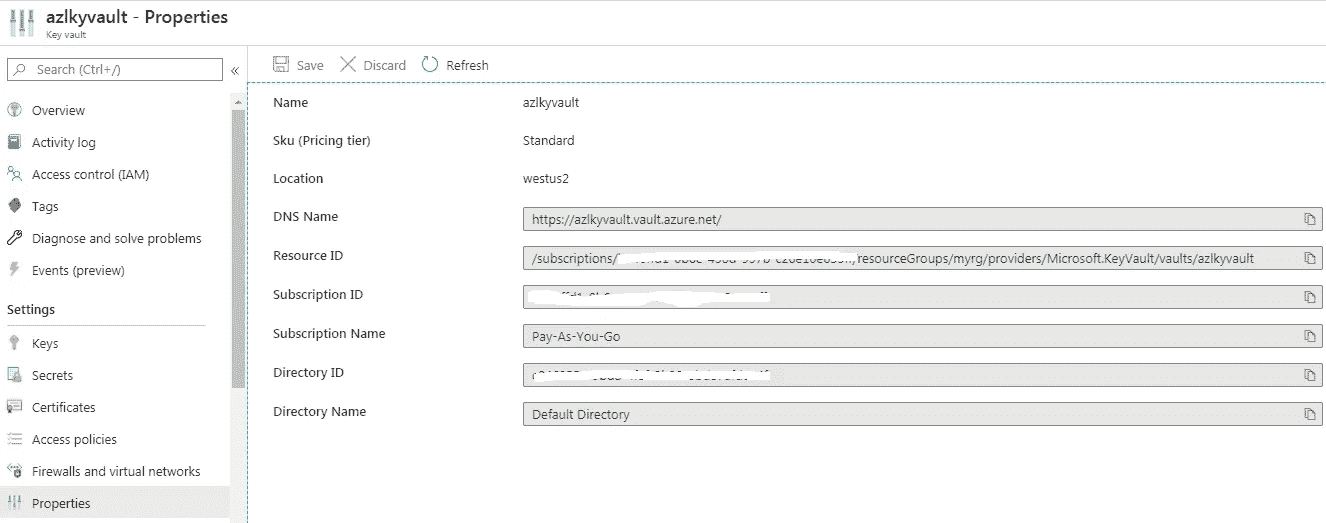 azlkyvault - Properties
Key vault
Search (Ctrl+/)
«
Save
Discard
Refresh
Overview
Activity log
Access control (IAM)
Tags
Diagnose and solve problems
Events (preview)
Settings
Keys
Secrets
Certificates
Access policies
Firewalls and virtual networks
Properties
Name
azlkyvault
Sku (Pricing tier)
Standard
Location
westus2
DNS Name
https://azlkyvault.vault.azure.net/
Resource ID
/subscriptions/ /resourceGroups/myrg/providers/Microsoft.KeyVault/vaults/azlkyvault
Subscription ID
Subscription Name
Pay-As-You-Go
Directory ID
Directory Name
Default Directory